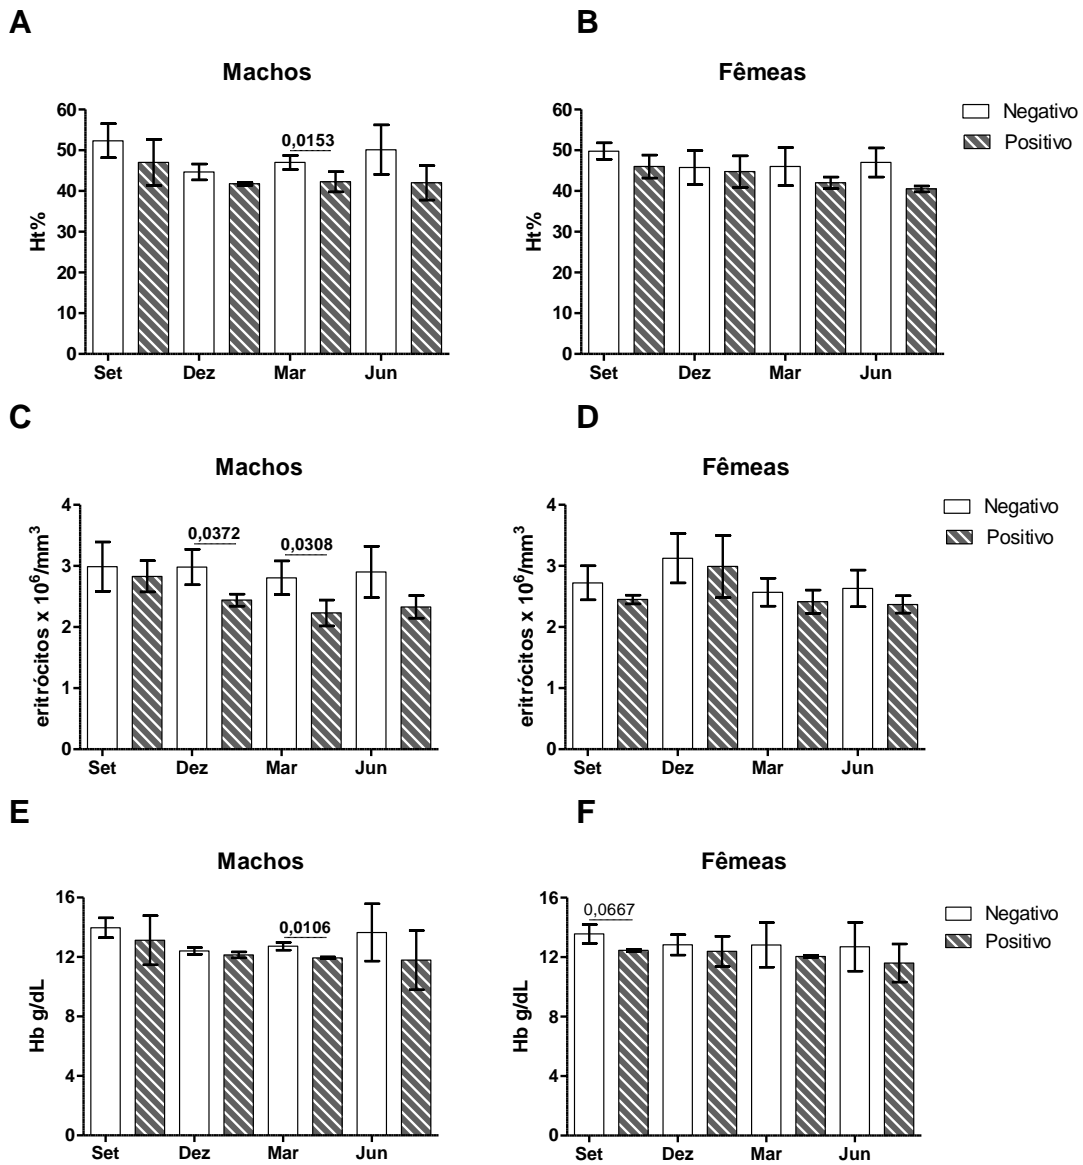 A
B
Machos
Fêmeas
Negativo
Positivo
60
50
40
30
20
10
0
Ht%
0,0153
Set Dez Mar Jun
60
50
40
30
20
10
0
Ht%
Set Dez Mar Jun
C
D
Machos
Fêmeas
Negativo
Positivo
4
3
2
1
0
eritrócitos x 10⁶/mm³
0,0372
0,0308
Set Dez Mar Jun
4
3
2
1
0
eritrócitos x 10⁶/mm³
Set Dez Mar Jun
E
F
Machos
Fêmeas
Negativo
Positivo
16
12
8
4
0
Hb g/dL
0,0106
Set Dez Mar Jun
16
12
8
4
0
Hb g/dL
0,0667
Set Dez Mar Jun